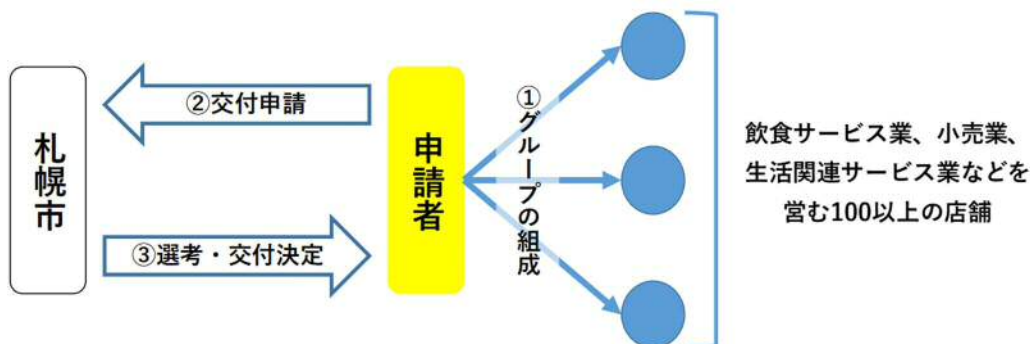 札幌市
②交付申請
③選考・交付決定
申請者
①グループの組成
飲食サービス業、小売業、
生活関連サービス業などを
営む100以上の店舗